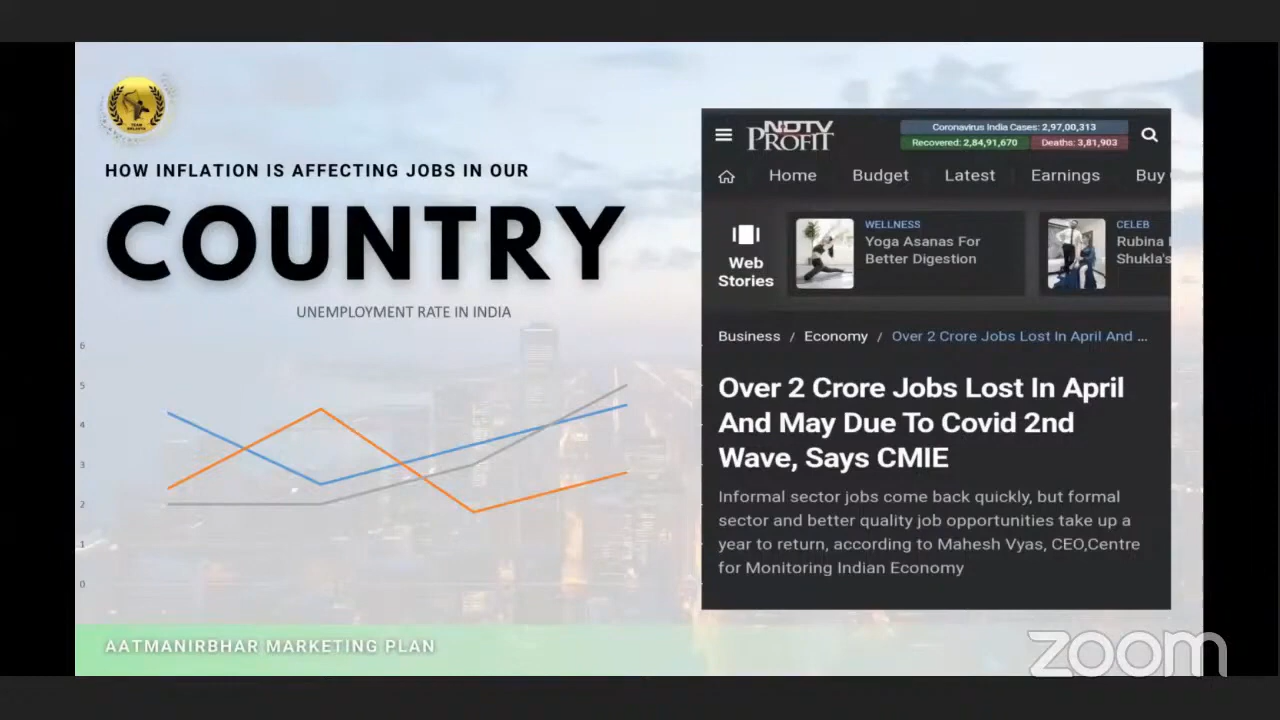 HOW INFLATION IS AFFECTING JOBS IN OUR
COUNTRY
UNEMPLOYMENT RATE IN INDIA
6
5
4
3
2
1
0
AATMANIRBHAR MARKETING PLAN
NDTV
PROFIT
Coronavirus India Cases: 2,97,00,313
Recovered: 2,84,91,670 Deaths: 3,81,903
Home Budget Latest Earnings Buy
Web
Stories
WELLNESS
Yoga Asanas For
Better Digestion
CELEB
Rubina
Shukla's
Business / Economy / Over 2 Crore Jobs Lost In April And ...
Over 2 Crore Jobs Lost In April
And May Due To Covid 2nd
Wave, Says CMIE
Informal sector jobs come back quickly, but formal
sector and better quality job opportunities take up a
year to return, according to Mahesh Vyas, CEO,Centre
for Monitoring Indian Economy
zoom